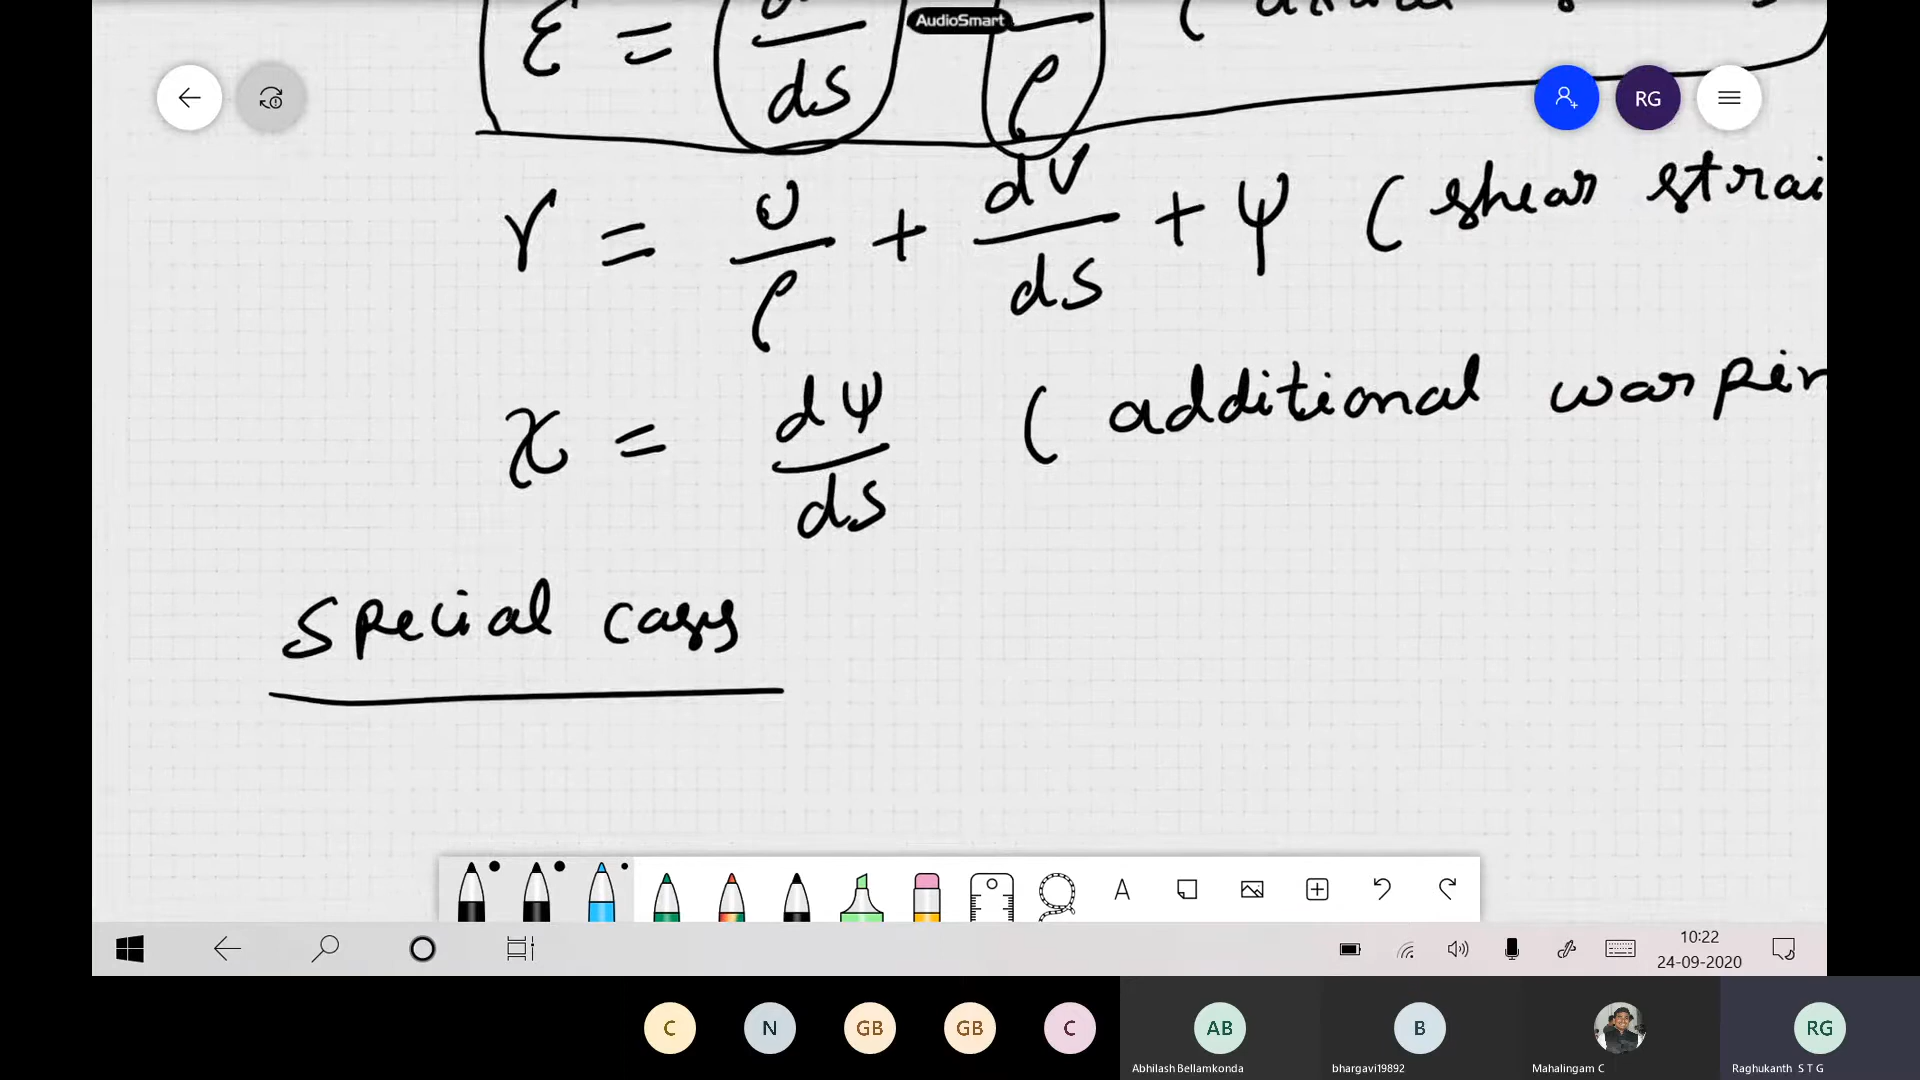 AudioSmart
ε = ds ρ
RG
γ = υ/ρ + dv/ds + ψ ( shear strai
χ = dψ/ds ( additional warpin
special cases
A
10:22
24-09-2020
C N GB GB C AB B RG
Abhilash Bellamkonda bhargavi19892 Mahalingam C Raghukanth S T G